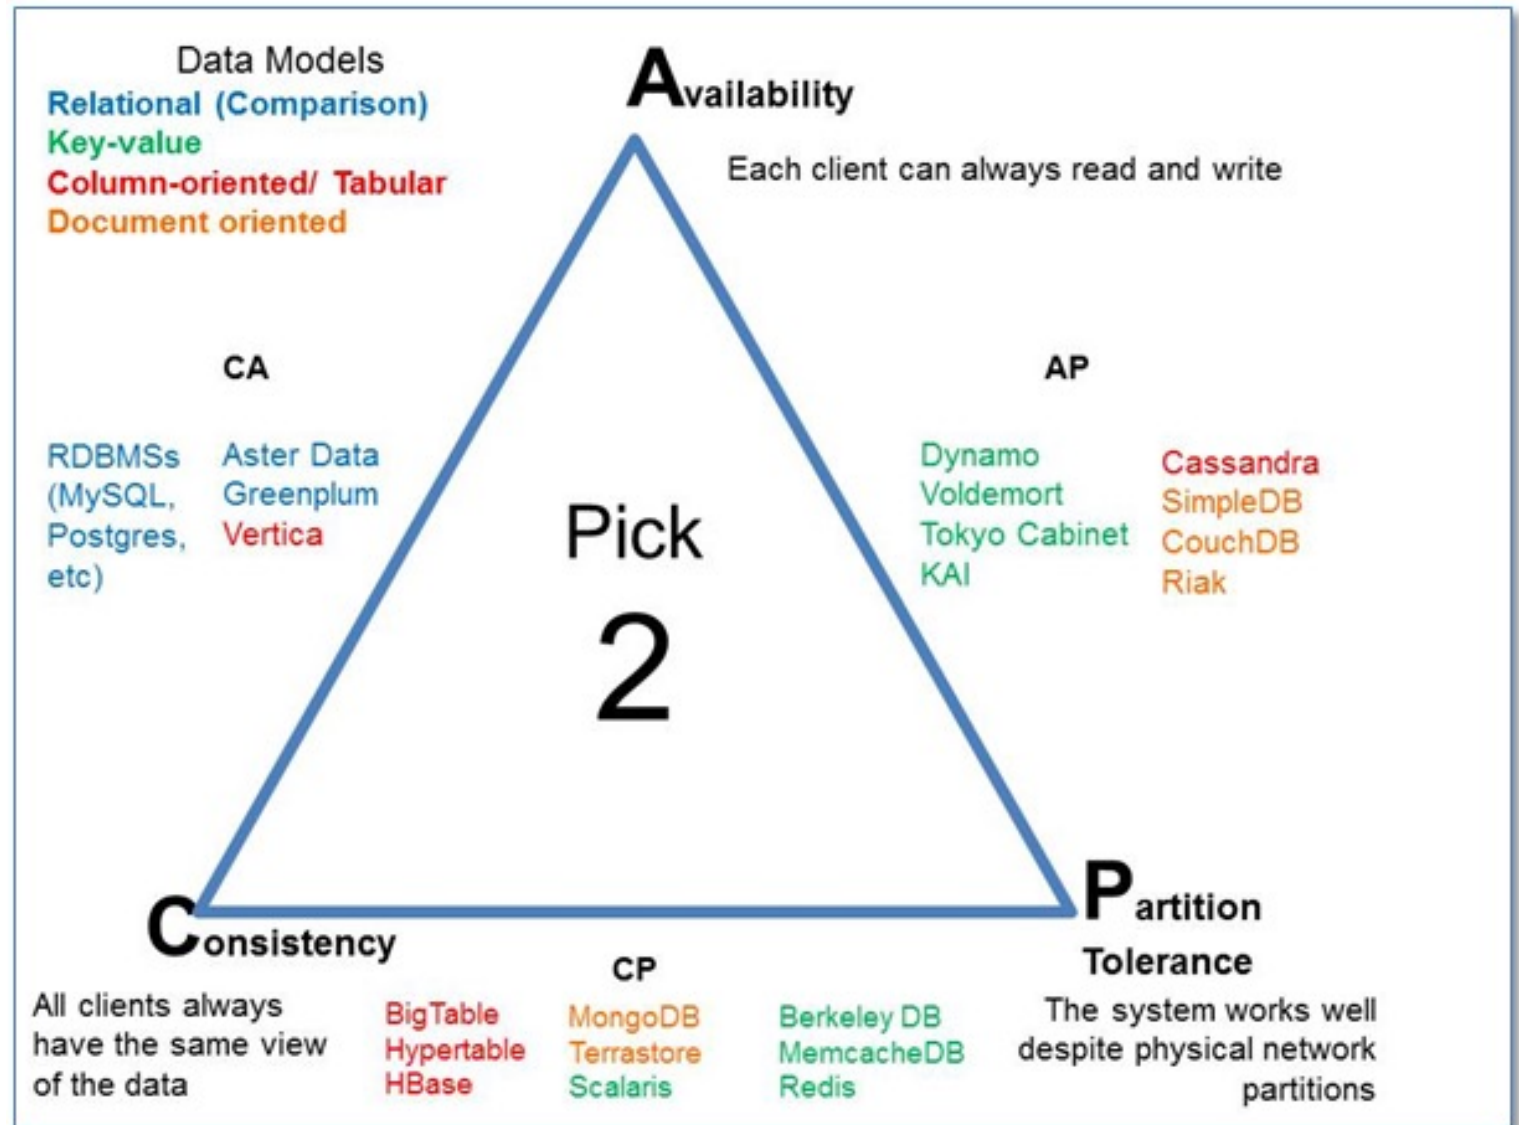 Data Models
Relational (Comparison)
Key-value
Column-oriented/ Tabular
Document oriented
Availability
Each client can always read and write
CA
RDBMSs
(MySQL,
Postgres,
etc)
Aster Data
Greenplum
Vertica
Pick
2
AP
Dynamo
Voldemort
Tokyo Cabinet
KAI
Cassandra
SimpleDB
CouchDB
Riak
Consistency
All clients always
have the same view
of the data
CP
BigTable
Hypertable
HBase
MongoDB
Terrastore
Scalaris
Berkeley DB
MemcacheDB
Redis
Partition
Tolerance
The system works well
despite physical network
partitions